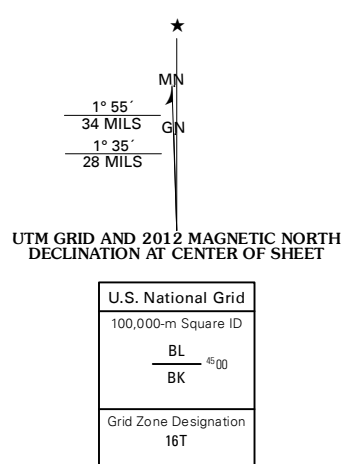 ★
MN
1° 55´
34 MILS
GN
1° 35´
28 MILS
UTM GRID AND 2012 MAGNETIC NORTH
DECLINATION AT CENTER OF SHEET
U.S. National Grid
100,000-m Square ID
BL
4500
BK
Grid Zone Designation
16T